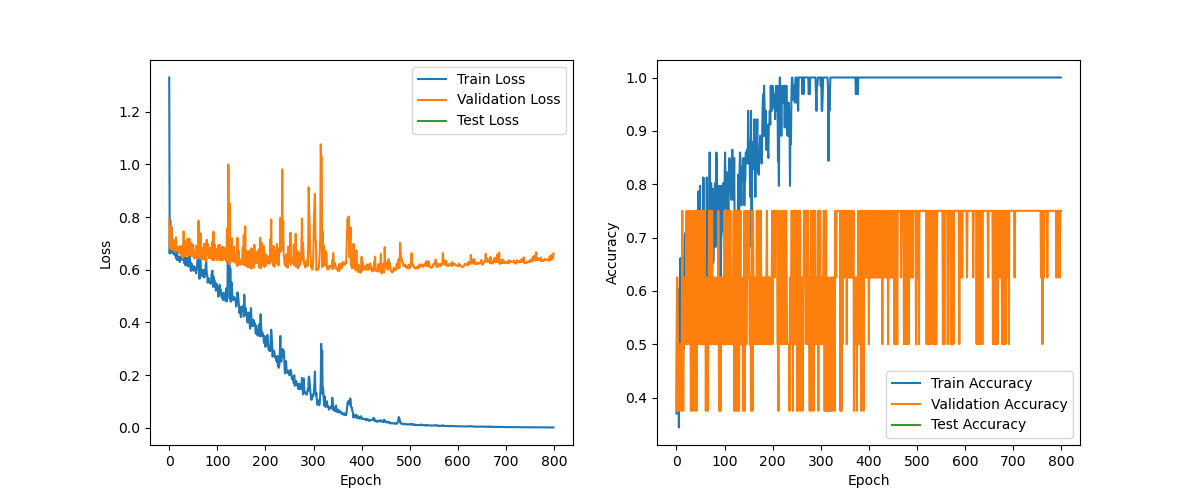 Train Loss
Validation Loss
Test Loss
Loss
1.2
1.0
0.8
0.6
0.4
0.2
0.0
0 100 200 300 400 500 600 700 800
Epoch
Accuracy
1.0
0.9
0.8
0.7
0.6
0.5
0.4
Train Accuracy
Validation Accuracy
Test Accuracy
0 100 200 300 400 500 600 700 800
Epoch